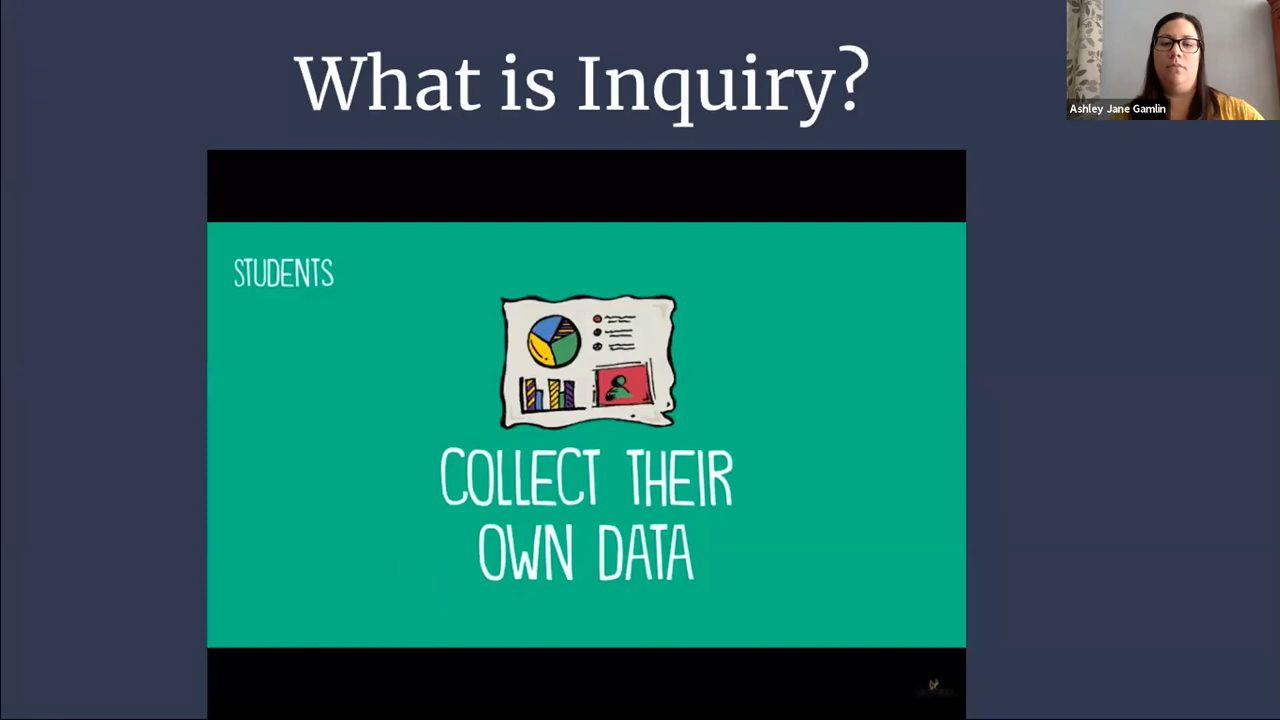 What is Inquiry?
Ashley Jane Gamlin
STUDENTS
COLLECT THEIR
OWN DATA